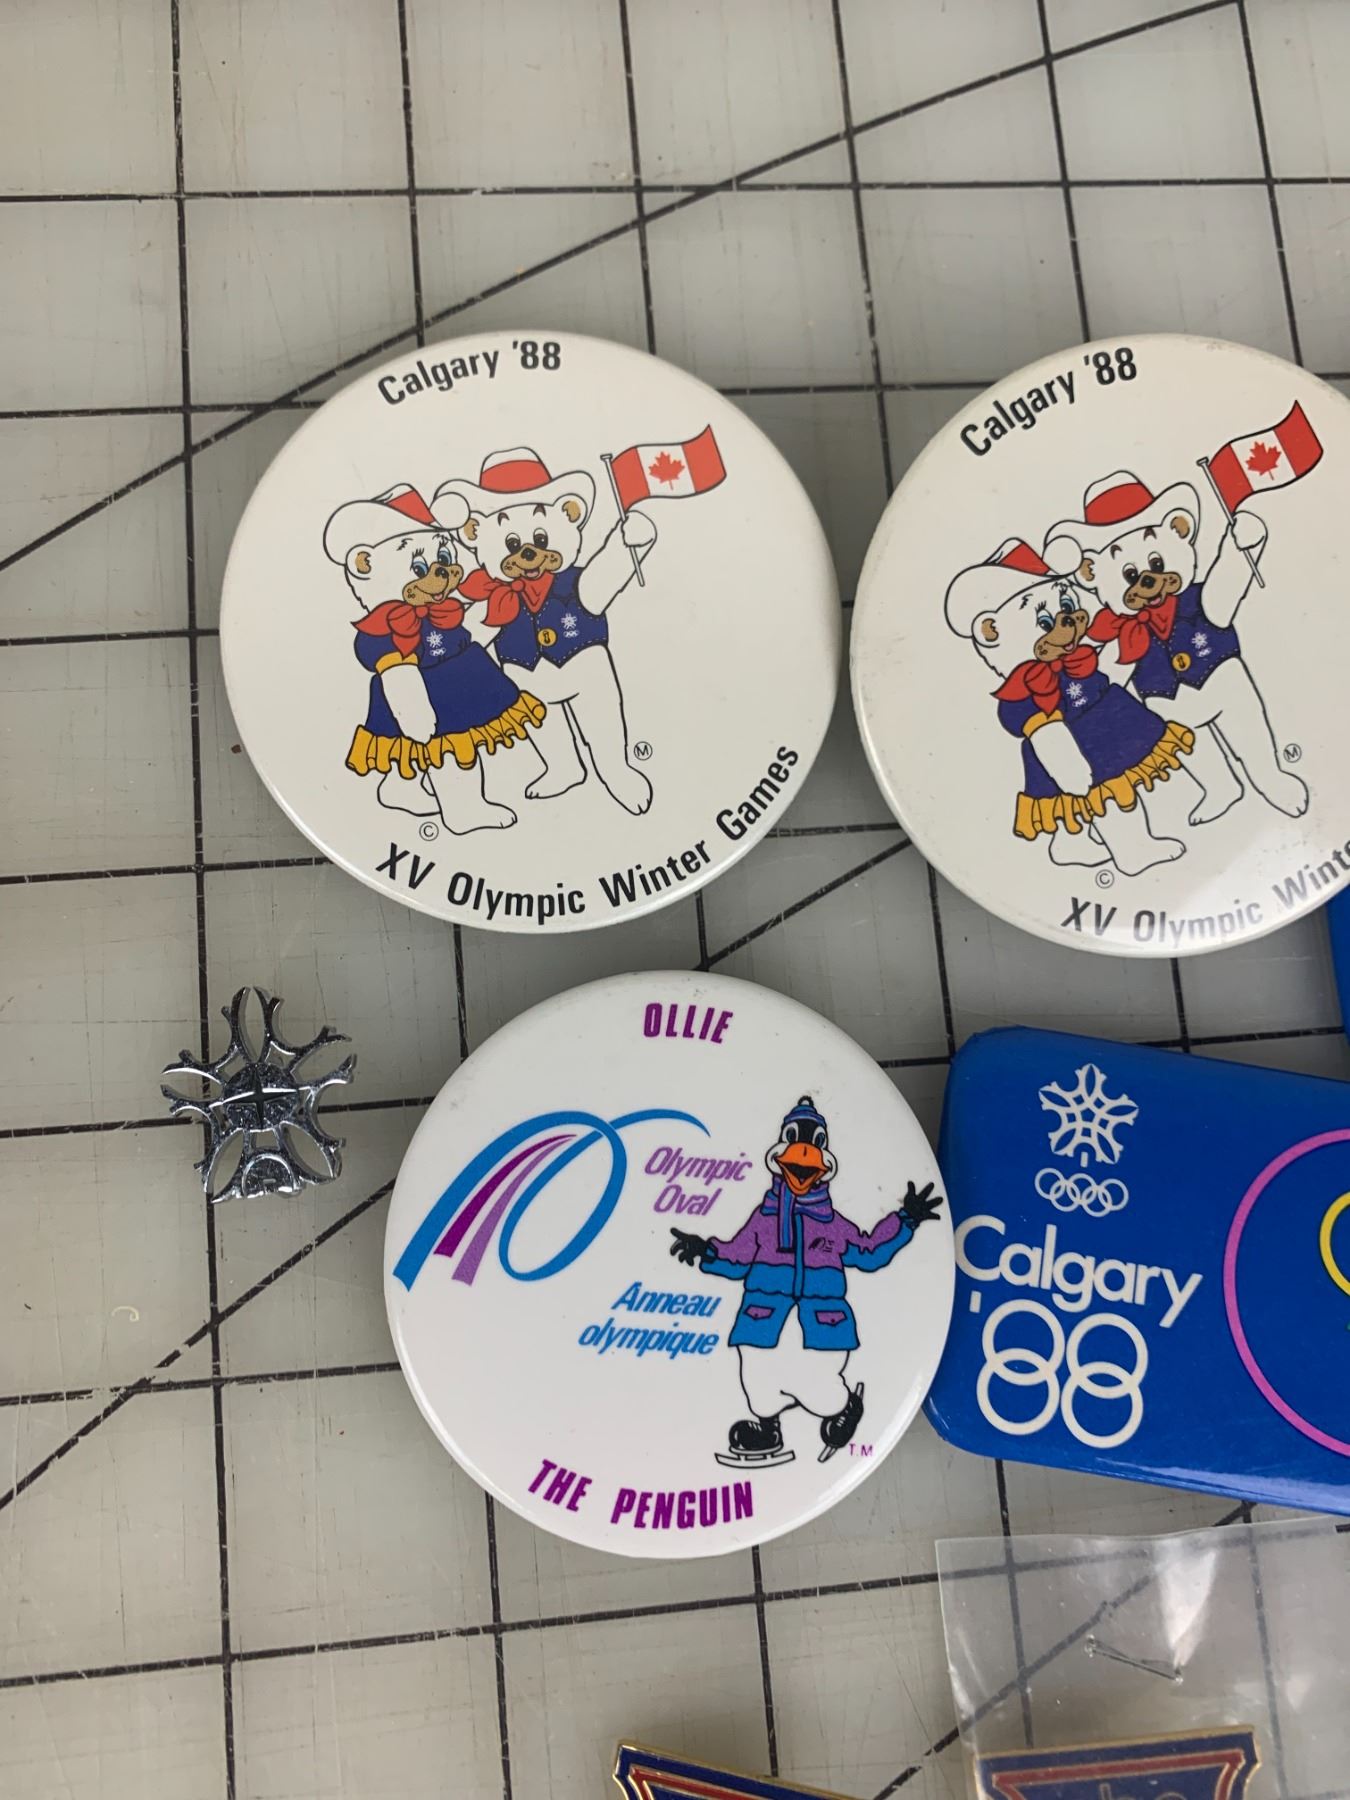 Calgary '88
XV Olympic Winter Games
M
©
Calgary '88
XV Olympic Winte
M
©
OLLIE
Olympic
Oval
Anneau
olympique
THE PENGUIN
T.M
Calgary
'88